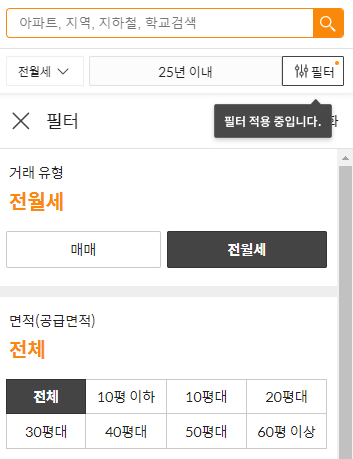 아파트, 지역, 지하철, 학교검색
전월세 25년 이내 필터
필터 적용 중입니다.
필터 화
거래 유형
전월세
매매 전월세
면적(공급면적)
전체
전체 10평 이하 10평대 20평대
30평대 40평대 50평대 60평 이상